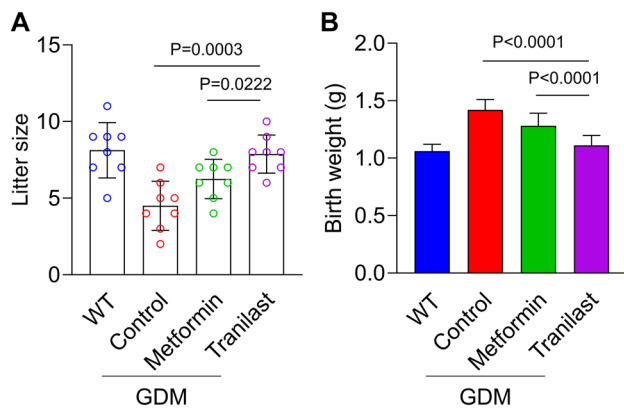 A
15
10
5
0
Litter size
P=0.0003
P=0.0222
WT
Control
Metformin
Tranilast
GDM
B
2.0
1.5
1.0
0.5
0.0
Birth weight (g)
P<0.0001
P<0.0001
WT
Control
Metformin
Tranilast
GDM